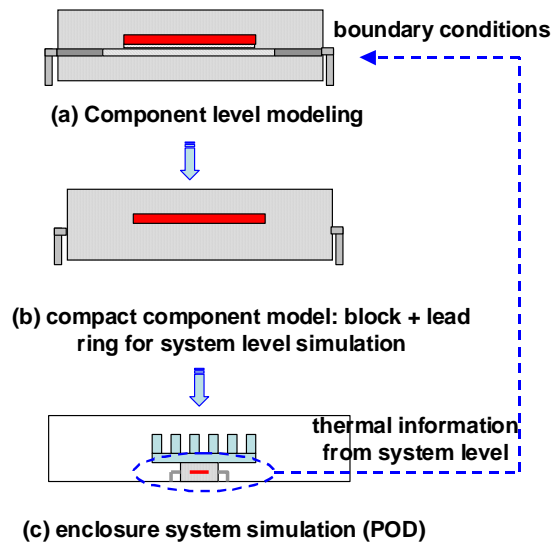 boundary conditions
(a) Component level modeling
(b) compact component model: block + lead
ring for system level simulation
thermal information
from system level
(c) enclosure system simulation (POD)